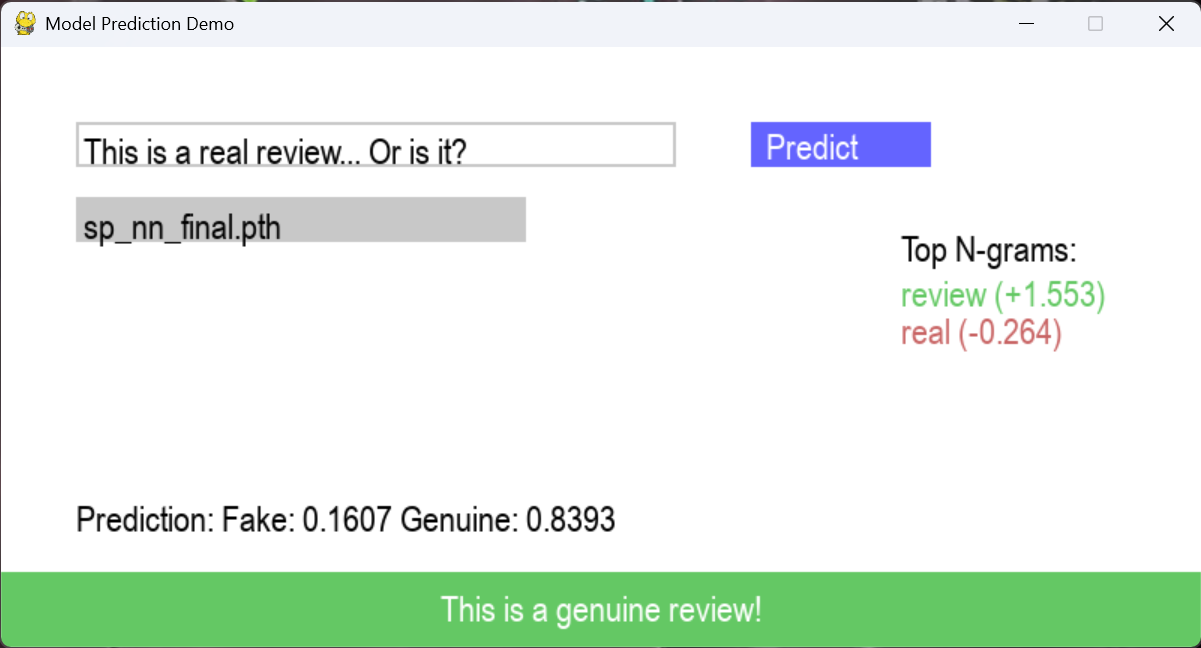 Model Prediction Demo
This is a real review... Or is it?
Predict
sp_nn_final.pth
Top N-grams:
review (+1.553)
real (-0.264)
Prediction: Fake: 0.1607 Genuine: 0.8393
This is a genuine review!